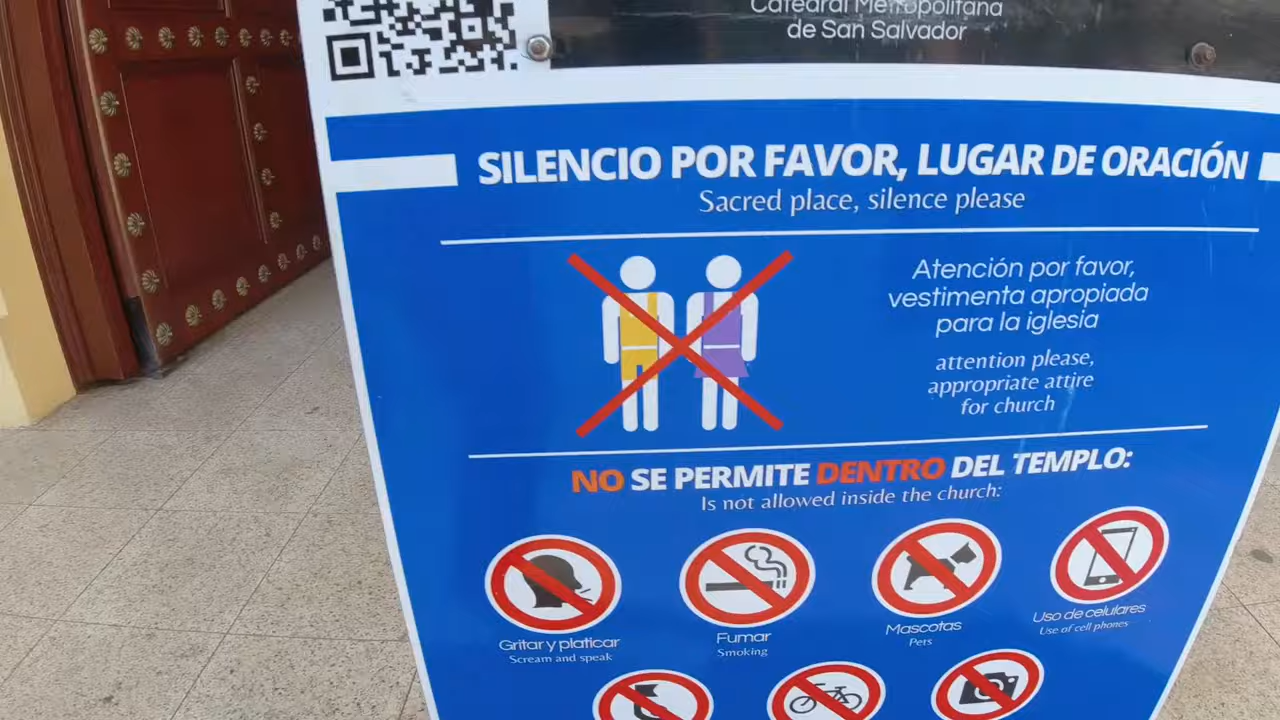 Catedral Metropolitana
de San Salvador
SILENCIO POR FAVOR, LUGAR DE ORACIÓN
Sacred place, silence please
Atención por favor,
vestimenta apropiada
para la iglesia
attention please,
appropriate attire
for church
NO SE PERMITE DENTRO DEL TEMPLO:
Is not allowed inside the church:
Gritar y platicar
Scream and speak
Fumar
Smoking
Mascotas
Pets
Uso de celulares
Use of cell phones